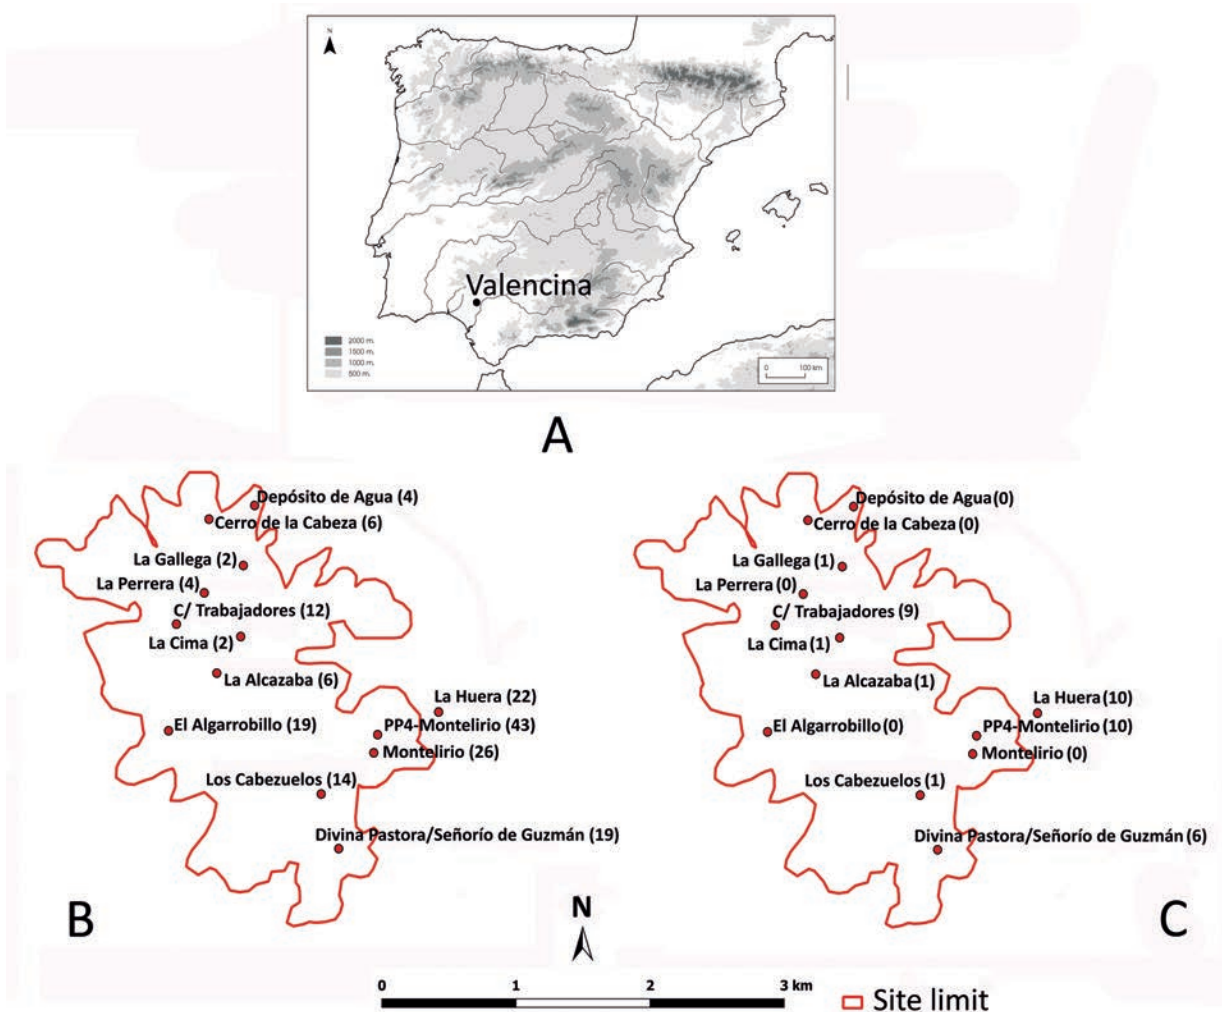 N
Valencina
2000 m.
1500 m.
1000 m.
500 m.
0 100 km
A
Depósito de Agua (4)
Cerro de la Cabeza (6)
La Gallega (2)
La Perrera (4)
C/ Trabajadores (12)
La Cima (2)
La Alcazaba (6)
La Huera (22)
El Algarrobillo (19)
PP4-Montelirio (43)
Montelirio (26)
Los Cabezuelos (14)
Divina Pastora/Señorío de Guzmán (19)
B
Depósito de Agua (0)
Cerro de la Cabeza (0)
La Gallega (1)
La Perrera (0)
C/ Trabajadores (9)
La Cima (1)
La Alcazaba (1)
La Huera (10)
El Algarrobillo (0)
PP4-Montelirio (10)
Montelirio (0)
Los Cabezuelos (1)
Divina Pastora/Señorío de Guzmán (6)
C
N
0 1 2 3 km
Site limit